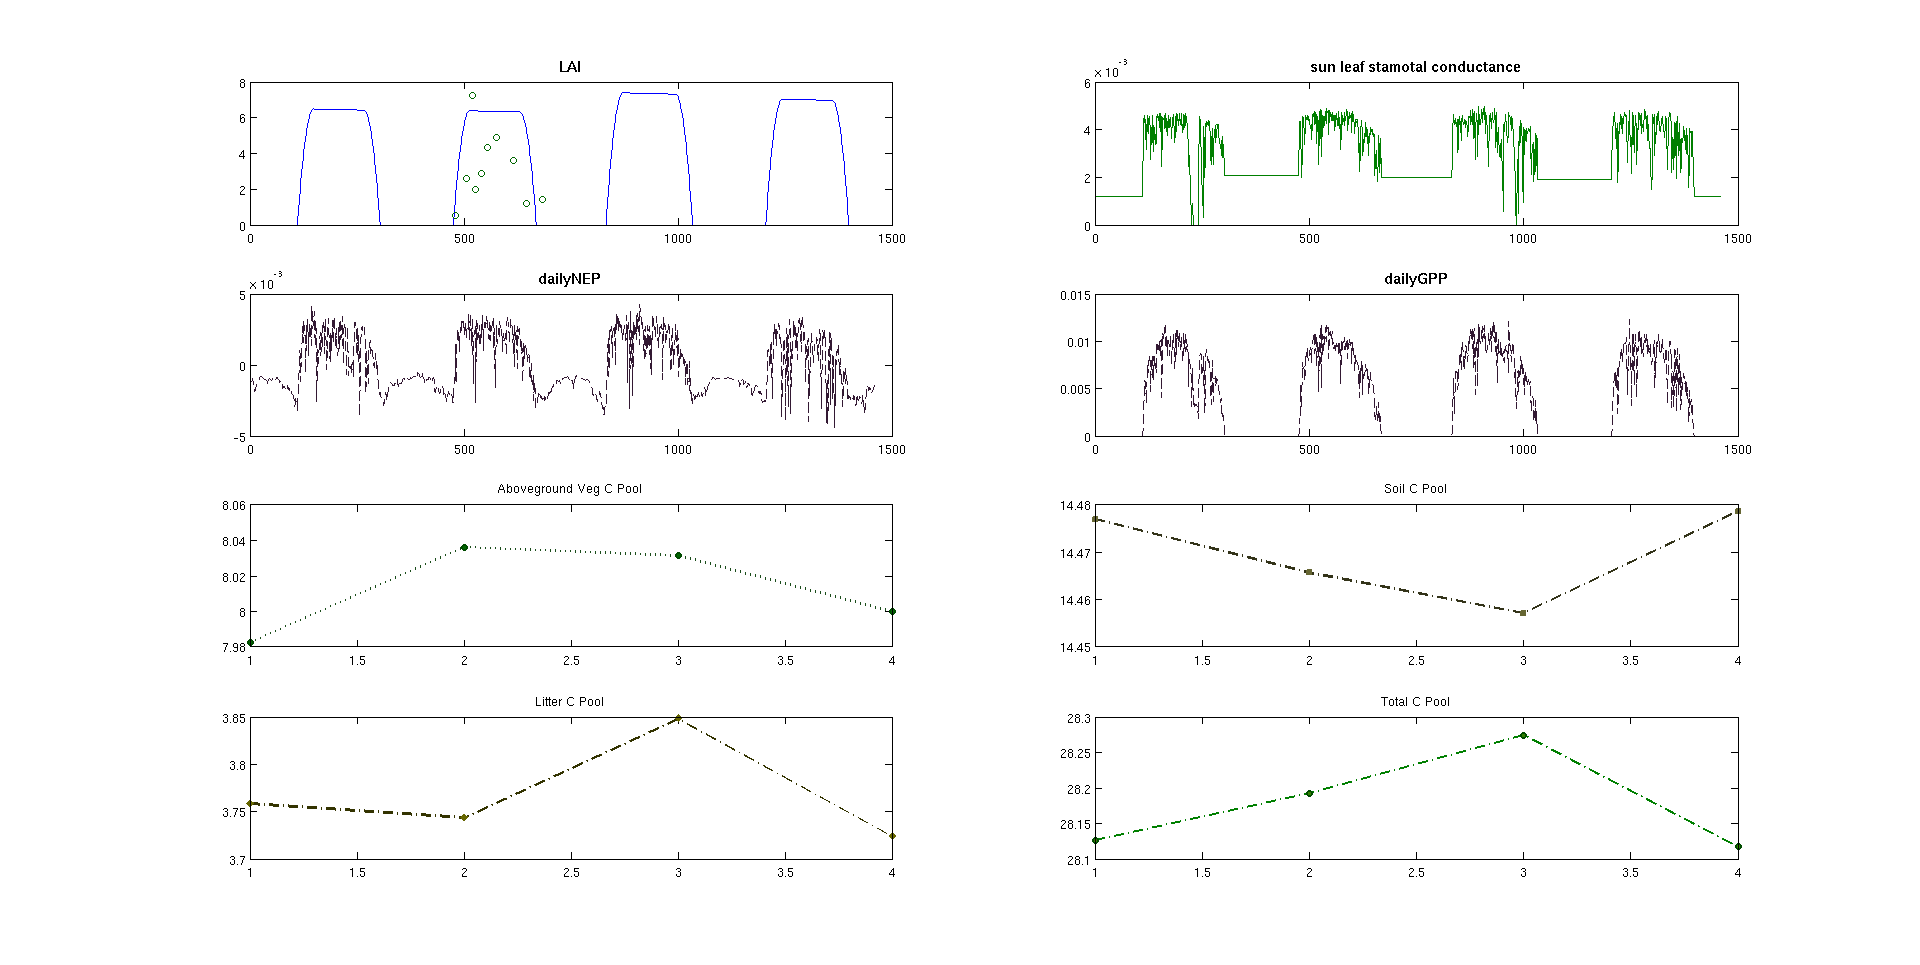 LAI
8
6
4
2
0
0 500 1000 1500
sun leaf stamotal conductance
×10⁻³
6
4
2
0
0 500 1000 1500
dailyNEP
×10⁻³
5
0
-5
0 500 1000 1500
dailyGPP
0.015
0.01
0.005
0
0 500 1000 1500
Aboveground Veg C Pool
8.06
8.04
8.02
8
7.98
1 1.5 2 2.5 3 3.5 4
Soil C Pool
14.48
14.47
14.46
14.45
1 1.5 2 2.5 3 3.5 4
Litter C Pool
3.85
3.8
3.75
3.7
1 1.5 2 2.5 3 3.5 4
Total C Pool
28.3
28.25
28.2
28.15
28.1
1 1.5 2 2.5 3 3.5 4